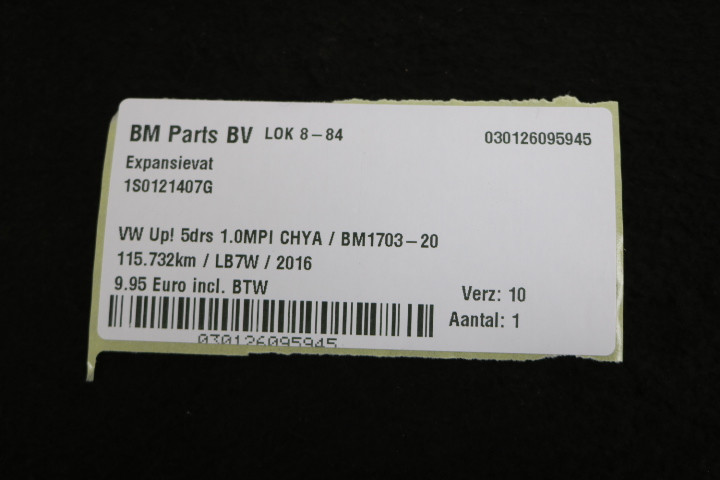 BM Parts BV LOK 8-84 030126095945
Expansievat
1S0121407G
VW Up! 5drs 1.0MPI CHYA / BM1703-20
115.732km / LB7W / 2016
9.95 Euro incl. BTW
Verz: 10
Aantal: 1
030126095945